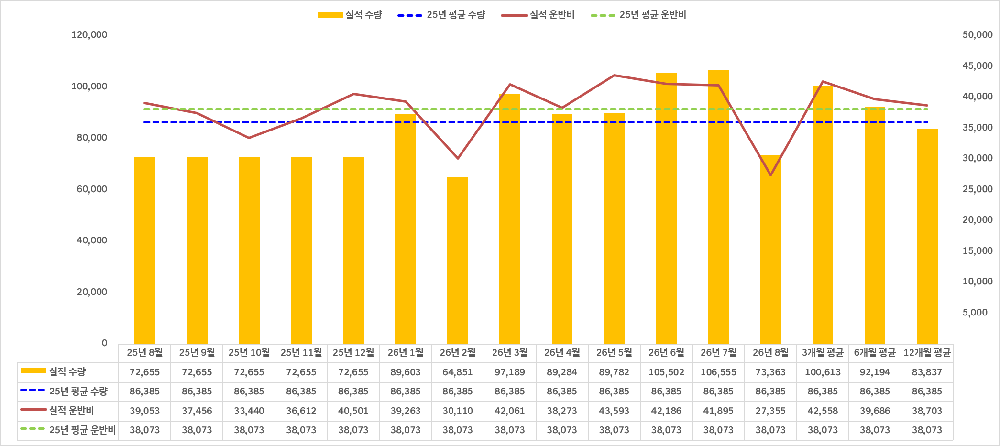 실적 수량 25년 평균 수량 실적 운반비 25년 평균 운반비
120,000 50,000
45,000
100,000 40,000
35,000
80,000
30,000
60,000 25,000
20,000
40,000
15,000
20,000 10,000
5,000
0
25년 8월 25년 9월 25년 10월 25년 11월 25년 12월 26년 1월 26년 2월 26년 3월 26년 4월 26년 5월 26년 6월 26년 7월 26년 8월 3개월 평균 6개월 평균 12개월 평균
실적 수량 72,655 72,655 72,655 72,655 72,655 89,603 64,851 97,189 89,284 89,782 105,502 106,555 73,363 100,613 92,194 83,837
25년 평균 수량 86,385 86,385 86,385 86,385 86,385 86,385 86,385 86,385 86,385 86,385 86,385 86,385 86,385 86,385 86,385 86,385
실적 운반비 39,053 37,456 33,440 36,612 40,501 39,263 30,110 42,061 38,273 43,593 42,186 41,895 27,355 42,558 39,686 38,703
25년 평균 운반비 38,073 38,073 38,073 38,073 38,073 38,073 38,073 38,073 38,073 38,073 38,073 38,073 38,073 38,073 38,073 38,073